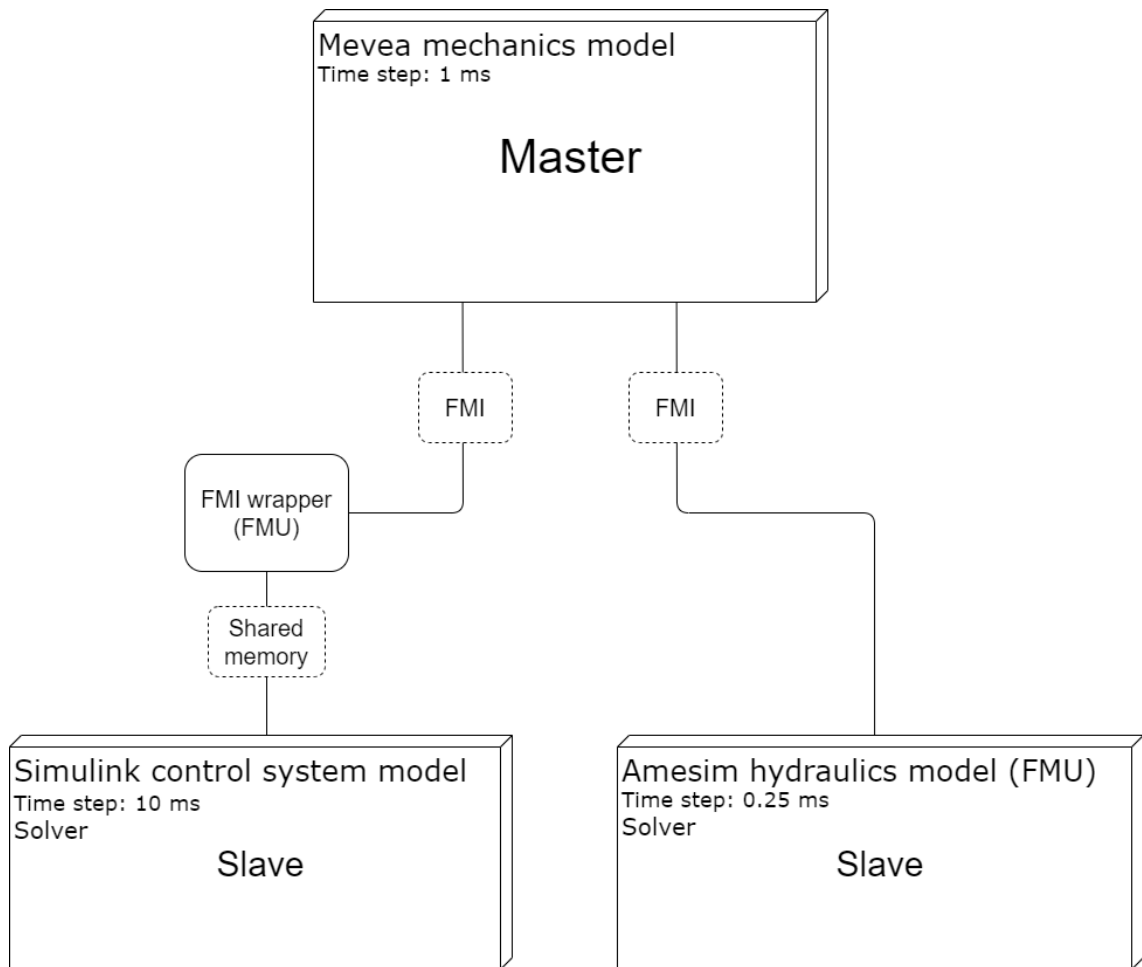 Mevea mechanics model
Time step: 1 ms
Master
FMI
FMI
FMI wrapper
(FMU)
Shared
memory
Simulink control system model
Time step: 10 ms
Solver
Slave
Amesim hydraulics model (FMU)
Time step: 0.25 ms
Solver
Slave